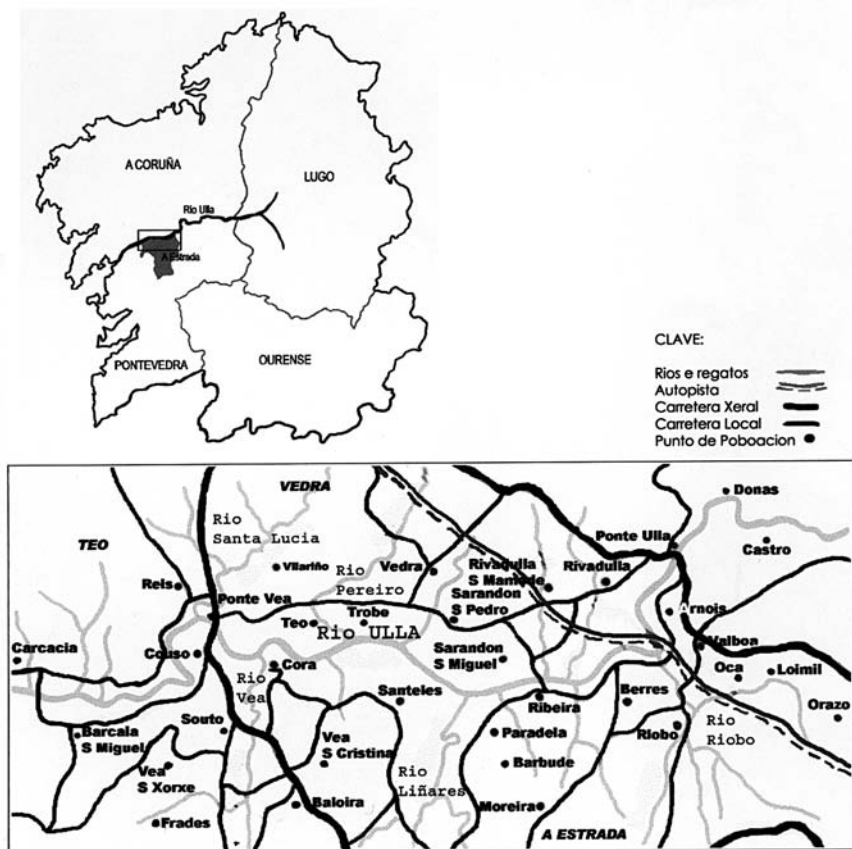 A CORUÑA
LUGO
Rio Ulla
A Estrada
PONTEVEDRA
OURENSE
CLAVE:
Rios e regatos
Autopista
Carretera Xeral
Carretera Local
Punto de Poboacion
VEDRA
Donas
Rio
Santa Lucia
Ponte Ulla
TEO
Castro
Vilariño
Vedra
Rivadulla
S Mamede
Rivadulla
Reis
Rio
Pereiro
Sarandon
S Pedro
Ponte Vea
Teo
Trobo
Arnois
Rio ULLA
Carcacia
Couso
Cora
Sarandon
S Miguel
Valboa
Oca
Loimil
Rio
Vea
Santeles
Ribeira
Berres
Orazo
Barcala
S Miguel
Souto
Paradela
Riobo
Rio
Riobo
Vea
S Cristina
Vea
S Xorxe
Rio
Liñares
Barbude
Baloira
Moreira
Frades
A ESTRADA